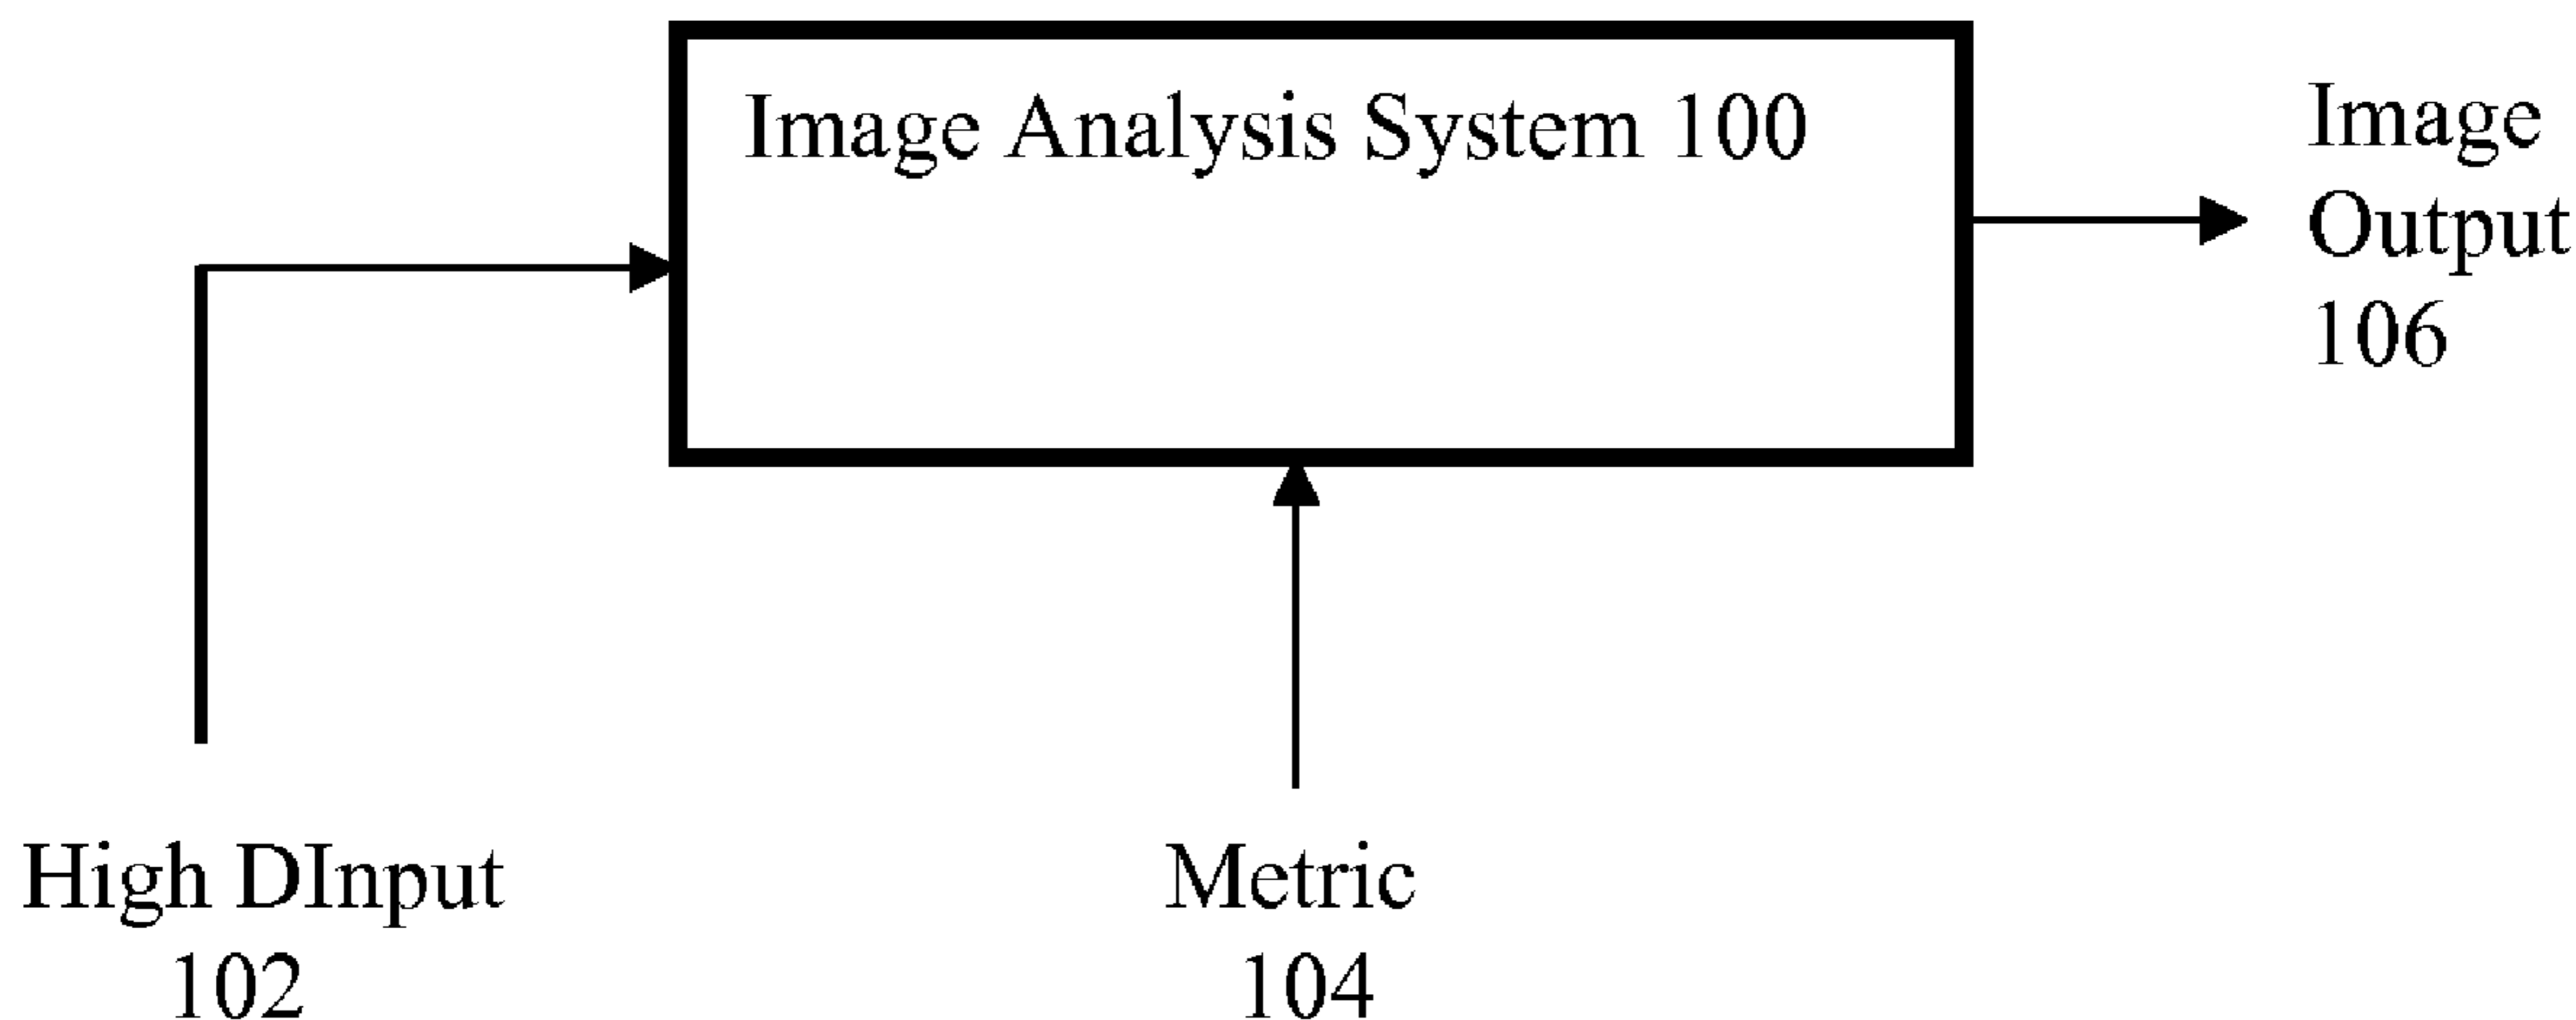 Image Analysis System 100
Image
Output
106
High DInput
102
Metric
104